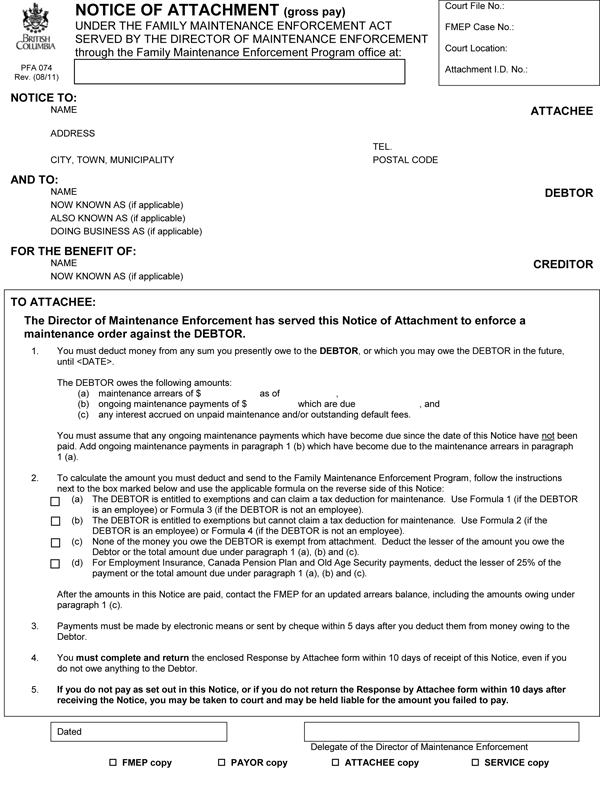 NOTICE OF ATTACHMENT (gross pay)
UNDER THE FAMILY MAINTENANCE ENFORCEMENT ACT
SERVED BY THE DIRECTOR OF MAINTENANCE ENFORCEMENT
through the Family Maintenance Enforcement Program office at:
BRITISH
COLUMBIA
PFA 074
Rev. (08/11)
Court File No.:
FMEP Case No.:
Court Location:
Attachment I.D. No.:
NOTICE TO:
NAME
ATTACHEE
ADDRESS
TEL.
CITY, TOWN, MUNICIPALITY POSTAL CODE
AND TO:
NAME DEBTOR
NOW KNOWN AS (if applicable)
ALSO KNOWN AS (if applicable)
DOING BUSINESS AS (if applicable)
FOR THE BENEFIT OF:
NAME CREDITOR
NOW KNOWN AS (if applicable)
TO ATTACHEE:
The Director of Maintenance Enforcement has served this Notice of Attachment to enforce a
maintenance order against the DEBTOR.
1. You must deduct money from any sum you presently owe to the DEBTOR, or which you may owe the DEBTOR in the future,
until <DATE>.
The DEBTOR owes the following amounts:
(a) maintenance arrears of $ as of ,
(b) ongoing maintenance payments of $ which are due , and
(c) any interest accrued on unpaid maintenance and/or outstanding default fees.
You must assume that any ongoing maintenance payments which have become due since the date of this Notice have not been
paid. Add ongoing maintenance payments in paragraph 1 (b) which have become due to the maintenance arrears in paragraph
1 (a).
2. To calculate the amount you must deduct and send to the Family Maintenance Enforcement Program, follow the instructions
next to the box marked below and use the applicable formula on the reverse side of this Notice:
☐ (a) The DEBTOR is entitled to exemptions and can claim a tax deduction for maintenance. Use Formula 1 (if the DEBTOR
is an employee) or Formula 3 (if the DEBTOR is not an employee).
☐ (b) The DEBTOR is entitled to exemptions but cannot claim a tax deduction for maintenance. Use Formula 2 (if the
DEBTOR is an employee) or Formula 4 (if the DEBTOR is not an employee).
☐ (c) None of the money you owe the DEBTOR is exempt from attachment. Deduct the lesser of the amount you owe the
Debtor or the total amount due under paragraph 1 (a), (b) and (c).
☐ (d) For Employment Insurance, Canada Pension Plan and Old Age Security payments, deduct the lesser of 25% of the
payment or the total amount due under paragraph 1 (a), (b) and (c).
After the amounts in this Notice are paid, contact the FMEP for an updated arrears balance, including the amounts owing under
paragraph 1 (c).
3. Payments must be made by electronic means or sent by cheque within 5 days after you deduct them from money owing to the
Debtor.
4. You must complete and return the enclosed Response by Attachee form within 10 days of receipt of this Notice, even if you
do not owe anything to the Debtor.
5. If you do not pay as set out in this Notice, or if you do not return the Response by Attachee form within 10 days after
receiving the Notice, you may be taken to court and may be held liable for the amount you failed to pay.
Dated
Delegate of the Director of Maintenance Enforcement
☐ FMEP copy ☐ PAYOR copy ☐ ATTACHEE copy ☐ SERVICE copy